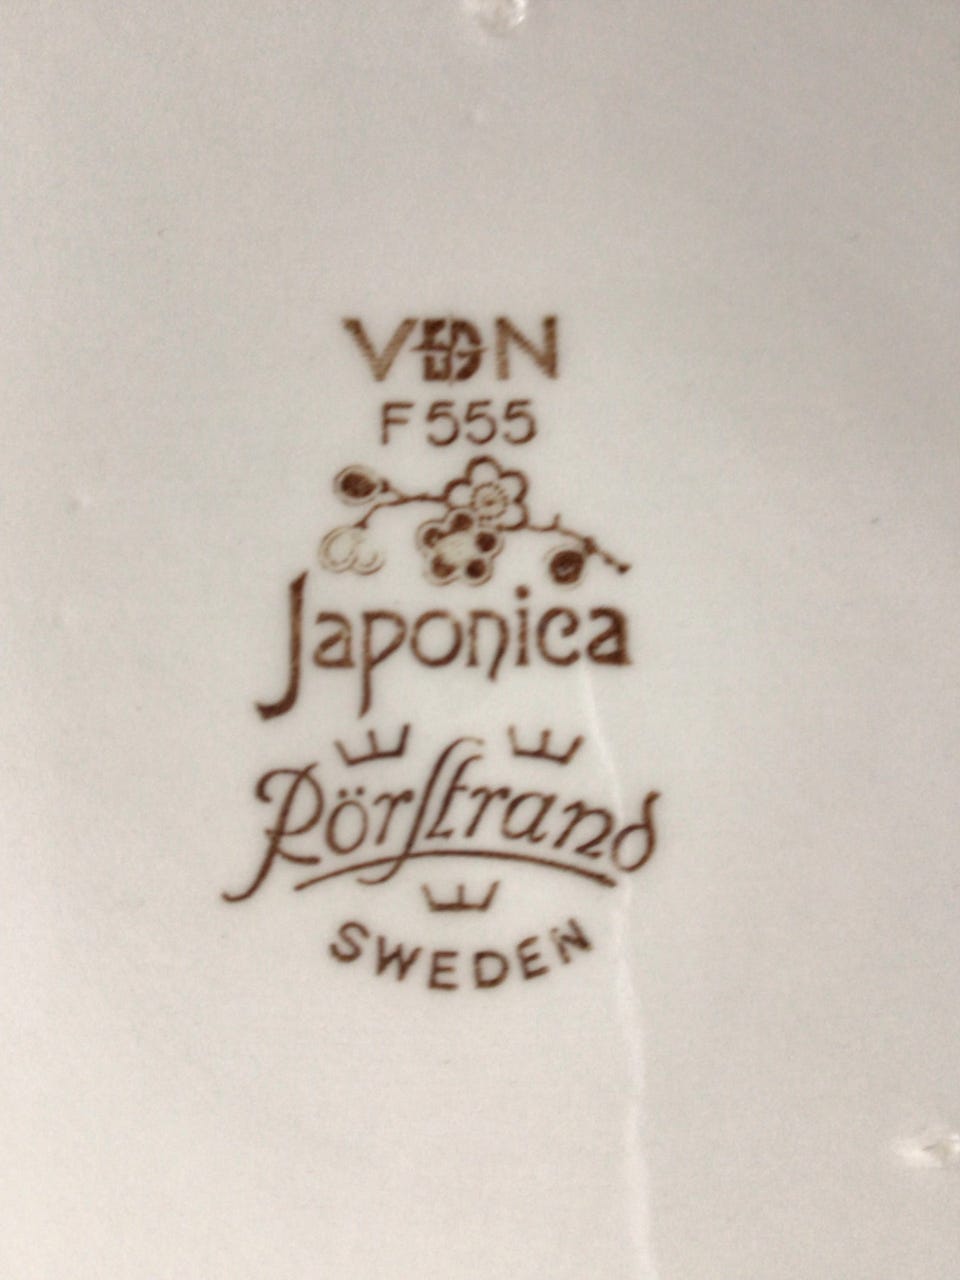 VDN
F555
Japonica
Rörstrand
SWEDEN